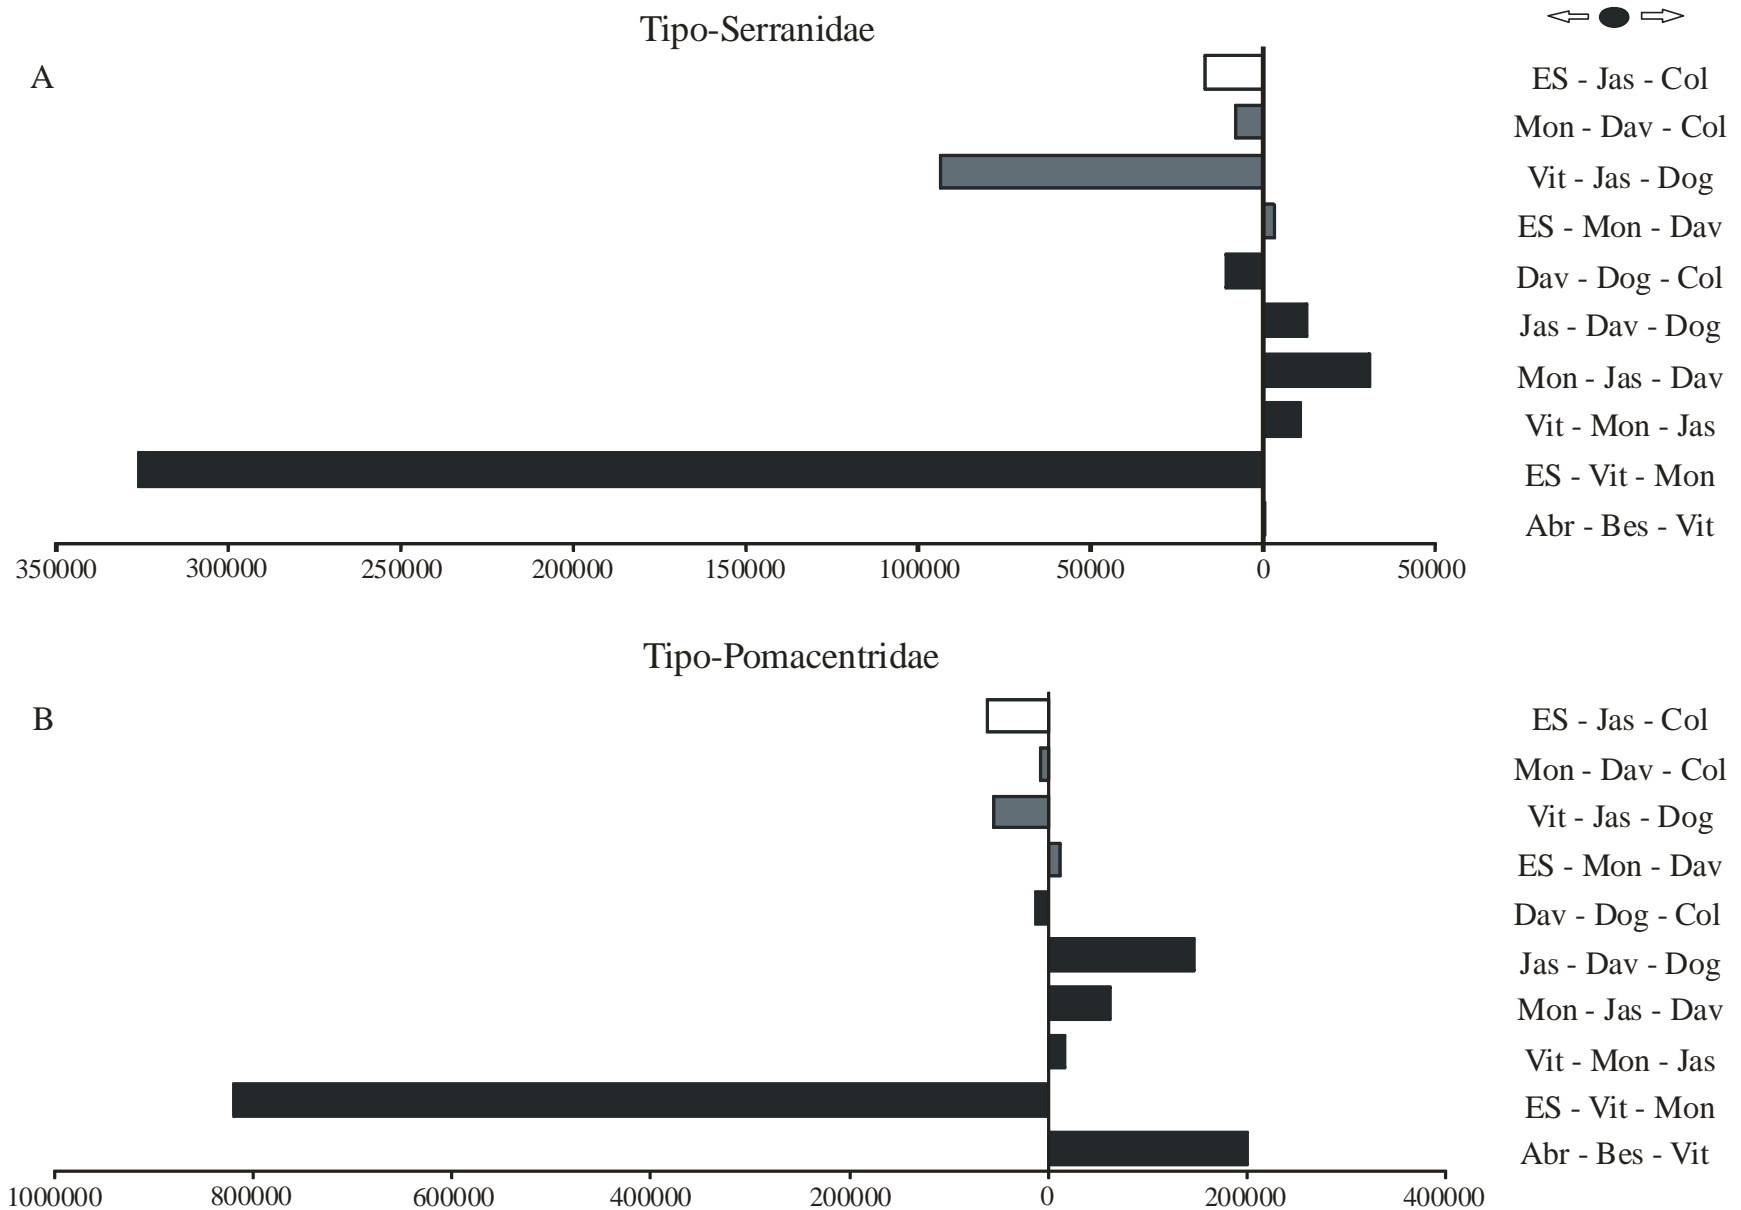 Tipo-Serranidae
A
ES - Jas - Col
Mon - Dav - Col
Vit - Jas - Dog
ES - Mon - Dav
Dav - Dog - Col
Jas - Dav - Dog
Mon - Jas - Dav
Vit - Mon - Jas
ES - Vit - Mon
Abr - Bes - Vit
350000 300000 250000 200000 150000 100000 50000 0 50000
Tipo-Pomacentridae
B
ES - Jas - Col
Mon - Dav - Col
Vit - Jas - Dog
ES - Mon - Dav
Dav - Dog - Col
Jas - Dav - Dog
Mon - Jas - Dav
Vit - Mon - Jas
ES - Vit - Mon
Abr - Bes - Vit
1000000 800000 600000 400000 200000 0 200000 400000